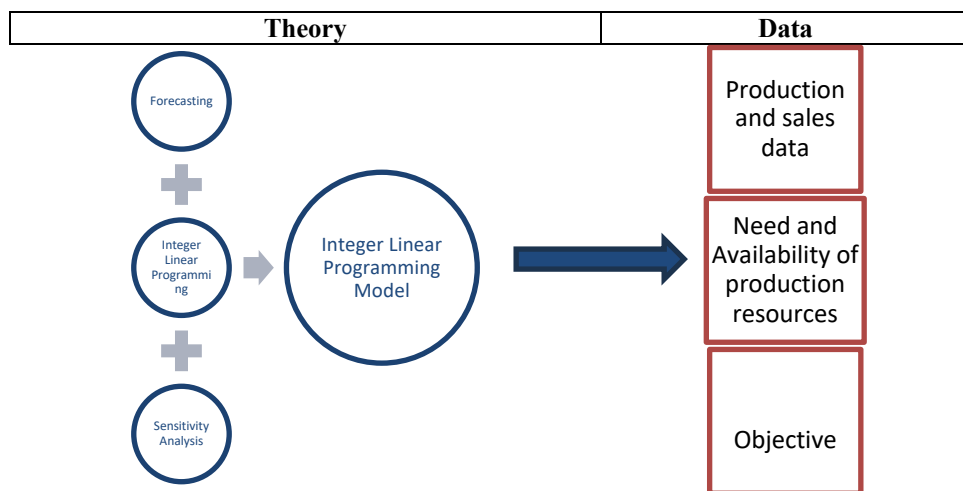 Theory
Data
Forecasting
Integer
Linear
Programmi
ng
Sensitivity
Analysis
Integer Linear
Programming
Model
Production
and sales
data
Need and
Availability of
production
resources
Objective